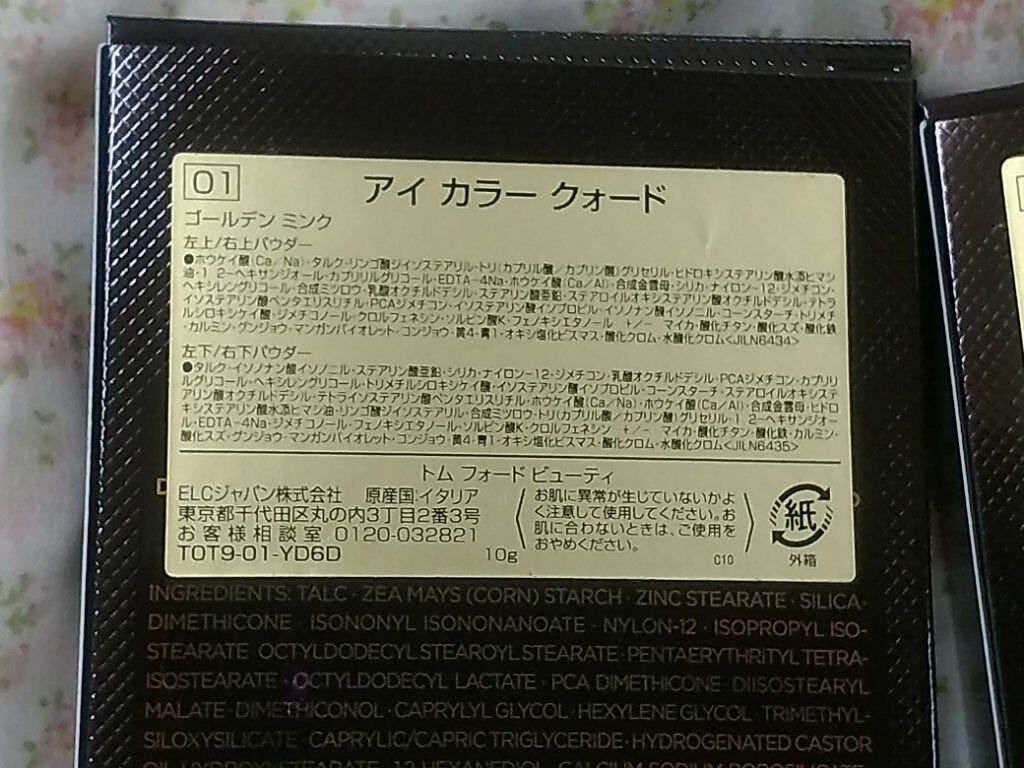 01
アイ カラー クォード
ゴールデン ミンク
左上/右上パウダー
●ホウケイ酸(Ca/Na)・タルク・リンゴ酸ジイソステアリル・トリ(カプリル酸/カプリン酸)グリセリル・ヒドロキシステアリン酸水添ヒマシ
油・1 2-ヘキサンジオール・カプリリルグリコール・EDTA-4Na・ホウケイ酸(Ca/Al)・合成金雲母・シリカ・ナイロン-12・ジメチコン・
ヘキシレングリコール・合成ミツロウ・乳酸オクチルドデシル・ステアリン酸亜鉛・ステアロイルオキシステアリン酸オクチルドデシル・テトラ
イソステアリン酸ペンタエリスリチル・PCAジメチコン・イソステアリン酸イソプロピル・イソノナン酸イソノニル・コーンスターチ・トリメチ
ルシロキシケイ酸・ジメチコノール・クロルフェネシン・ソルビン酸K・フェノキシエタノール +/- マイカ・酸化チタン・酸化スズ・酸化鉄
・カルミン・グンジョウ・マンガンバイオレット・コンジョウ・黄4・青1・オキシ塩化ビスマス・酸化クロム・水酸化クロム<JILN6434>
左下/右下パウダー
●タルク・イソノナン酸イソノニル・ステアリン酸亜鉛・シリカ・ナイロン-12・ジメチコン・乳酸オクチルドデシル・PCAジメチコン・カプリリ
ルグリコール・ヘキシレングリコール・トリメチルシロキシケイ酸・イソステアリン酸イソプロピル・コーンスターチ・ステアロイルオキシステ
アリン酸オクチルドデシル・テトライソステアリン酸ペンタエリスリチル・ホウケイ酸(Ca/Na)・ホウケイ酸(Ca/Al)・合成金雲母・ヒドロ
キシステアリン酸水添ヒマシ油・リンゴ酸ジイソステアリル・合成ミツロウ・トリ(カプリル酸/カプリン酸)グリセリル・1 2-ヘキサンジオー
ル・EDTA-4Na・ジメチコノール・フェノキシエタノール・ソルビン酸K・クロルフェネシン +/- マイカ・酸化チタン・酸化鉄・カルミン・
酸化スズ・グンジョウ・マンガンバイオレット・コンジョウ・黄4・青1・オキシ塩化ビスマス・酸化クロム・水酸化クロム<JILN6435>
トム フォード ビューティ
ELCジャパン株式会社 原産国:イタリア
東京都千代田区丸の内3丁目2番3号
お客様相談室 0120-032821
T0T9-01-YD6D 10g
お肌に異常が生じていないかよ
く注意して使用してください。お
肌に合わないときは、ご使用を
おやめください。
C10
紙
外箱
INGREDIENTS: TALC · ZEA MAYS (CORN) STARCH · ZINC STEARATE · SILICA ·
DIMETHICONE · ISONONYL ISONONANOATE · NYLON-12 · ISOPROPYL ISO-
STEARATE · OCTYLDODECYL STEAROYL STEARATE · PENTAERYTHRITYL TETRA-
ISOSTEARATE · OCTYLDODECYL LACTATE · PCA DIMETHICONE · DIISOSTEARYL
MALATE · DIMETHICONOL · CAPRYLYL GLYCOL · HEXYLENE GLYCOL · TRIMETHYL-
SILOXYSILICATE · CAPRYLIC/CAPRIC TRIGLYCERIDE · HYDROGENATED CASTOR
OIL HYDROXYSTEARATE · 1,2-HEXANEDIOL · CALCIUM SODIUM BOROSILICATE